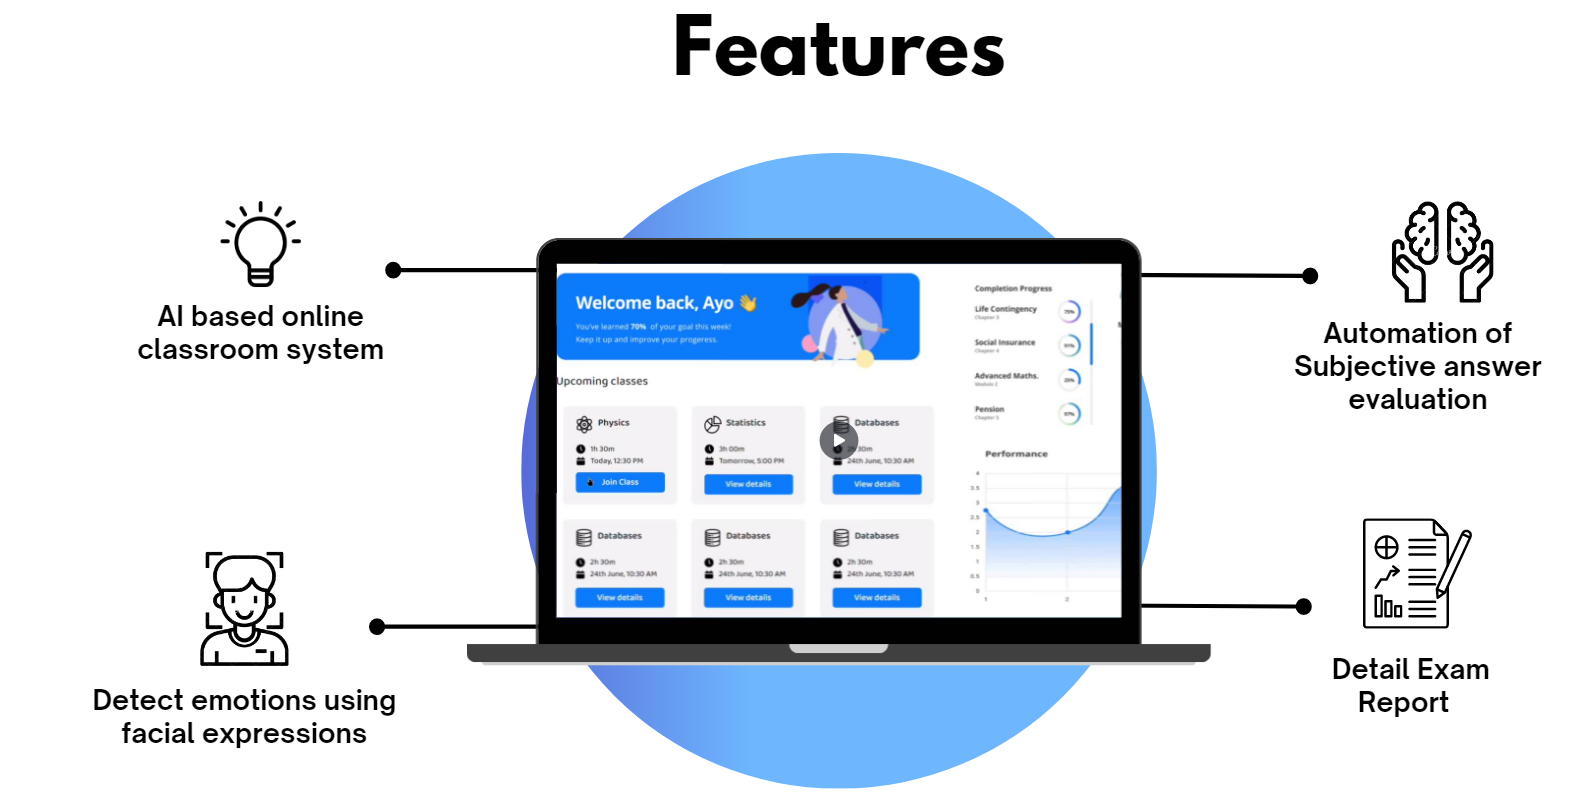 Features
AI based online
classroom system
Detect emotions using
facial expressions
Welcome back, Ayo 👋
You've learned 70% of your goal this week!
Keep it up and improve your progeress.
Upcoming classes
Physics
1h 30m
Today, 12:30 PM
Join Class
Statistics
3h 00m
Tomorrow, 5:00 PM
View details
Databases
2h 30m
24th June, 10:30 AM
View details
Databases
2h 30m
24th June, 10:30 AM
View details
Databases
2h 30m
24th June, 10:30 AM
View details
Databases
2h 30m
24th June, 10:30 AM
View details
Completion Progress
Life Contingency
Chapter 3
Social Insurance
Chapter 4
Advanced Maths.
Module 2
25%
Pension
Chapter 5
Performance
4
3.5
3
2.5
2
1.5
1
0.5
0
1
2
Automation of
Subjective answer
evaluation
Detail Exam
Report